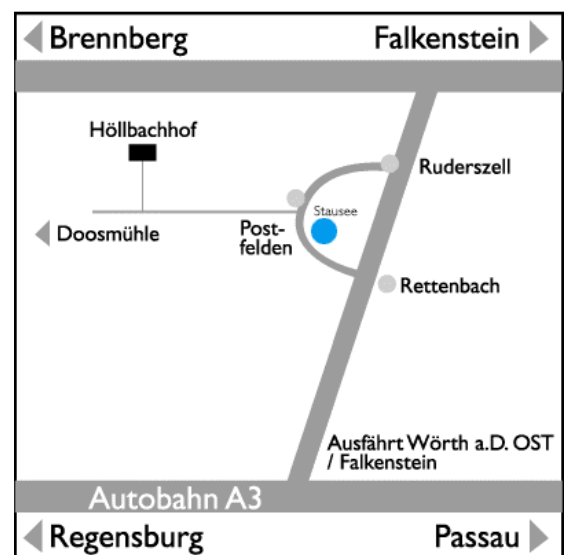 Brennberg
Falkenstein
Höllbachhof
Ruderszell
Stausee
Doosmühle
Post-
felden
Rettenbach
Ausfährt Wörth a.D. OST
/ Falkenstein
Autobahn A3
Regensburg
Passau